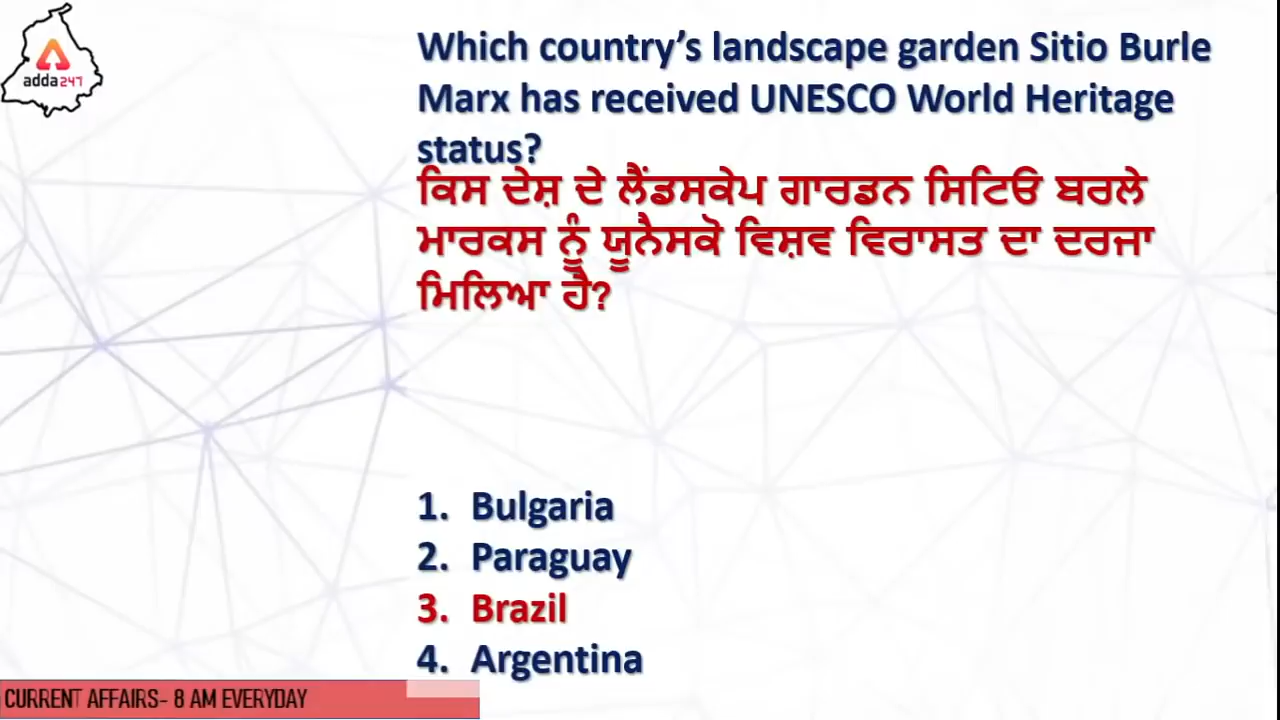 adda247
Which country’s landscape garden Sitio Burle
Marx has received UNESCO World Heritage
status?
ਕਿਸ ਦੇਸ਼ ਦੇ ਲੈਂਡਸਕੇਪ ਗਾਰਡਨ ਸਿਟਿਓ ਬਰਲੇ
ਮਾਰਕਸ ਨੂੰ ਯੂਨੈਸਕੋ ਵਿਸ਼ਵ ਵਿਰਾਸਤ ਦਾ ਦਰਜਾ
ਮਿਲਿਆ ਹੈ?
1. Bulgaria
2. Paraguay
3. Brazil
4. Argentina
CURRENT AFFAIRS- 8 AM EVERYDAY